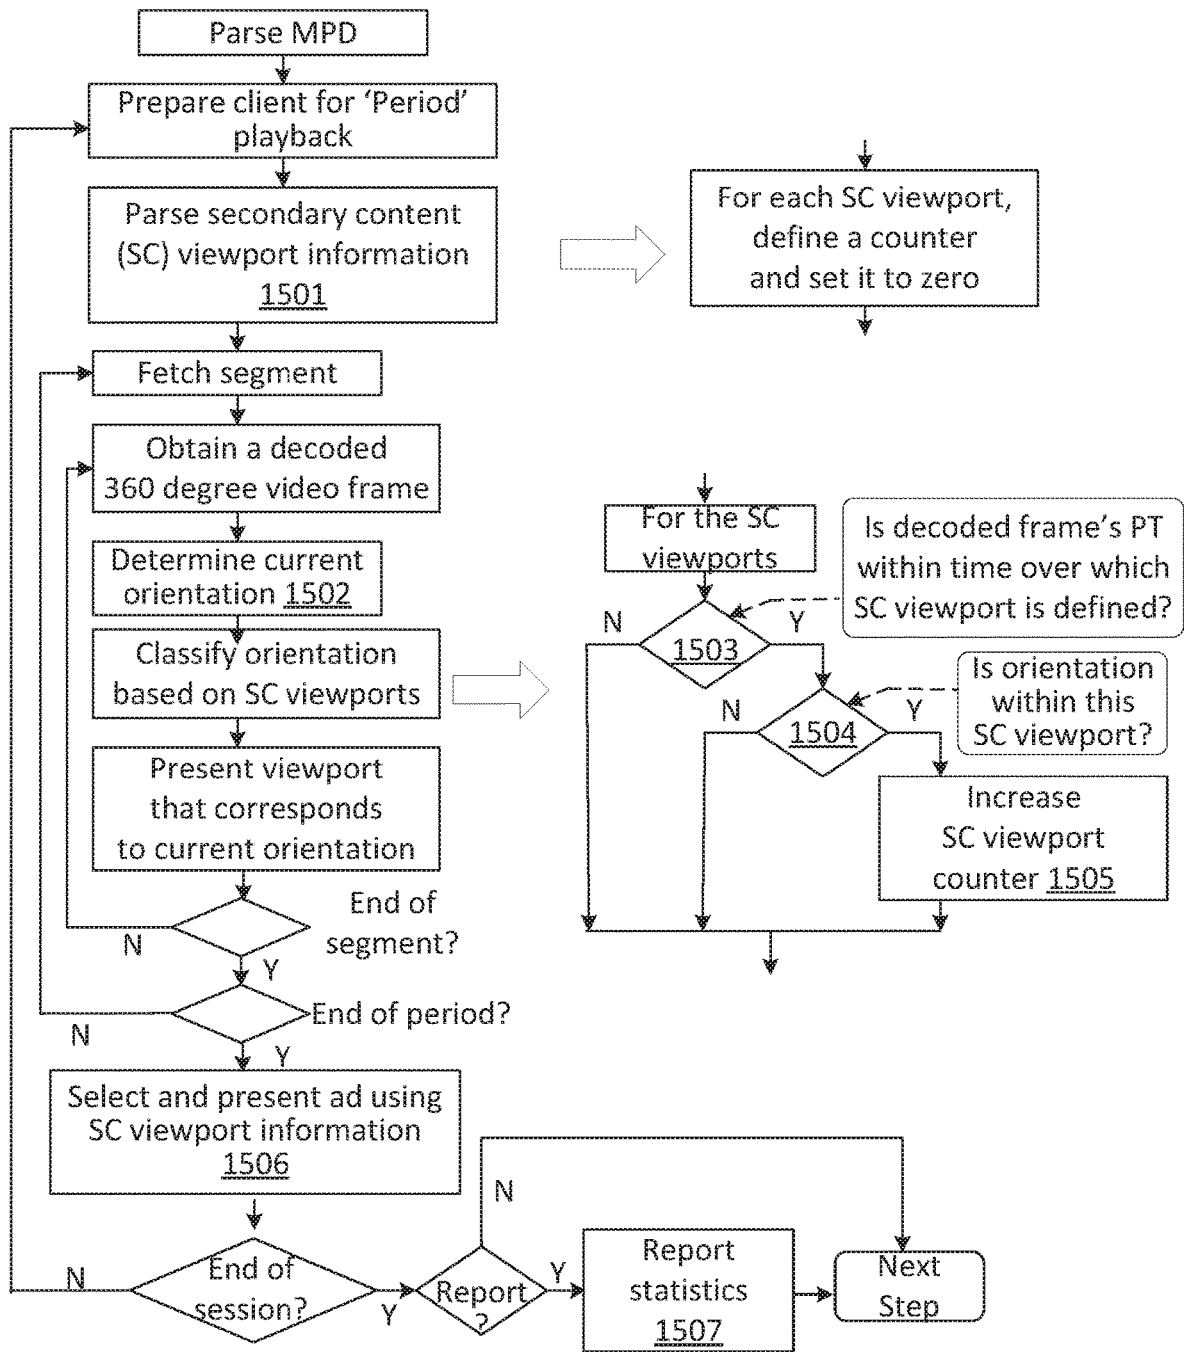 Parse MPD
Prepare client for ‘Period’
playback
Parse secondary content
(SC) viewport information
1501
For each SC viewport,
define a counter
and set it to zero
Fetch segment
Obtain a decoded
360 degree video frame
Determine current
orientation 1502
Classify orientation
based on SC viewports
Present viewport
that corresponds
to current orientation
For the SC
viewports
Is decoded frame’s PT
within time over which
SC viewport is defined?
N
1503
Y
Is orientation
within this
SC viewport?
N
1504
Y
Increase
SC viewport
counter 1505
End of
segment?
N
Y
End of period?
N
Y
Select and present ad using
SC viewport information
1506
End of
session?
N
Y
Report
?
N
Y
Report
statistics
1507
Next
Step